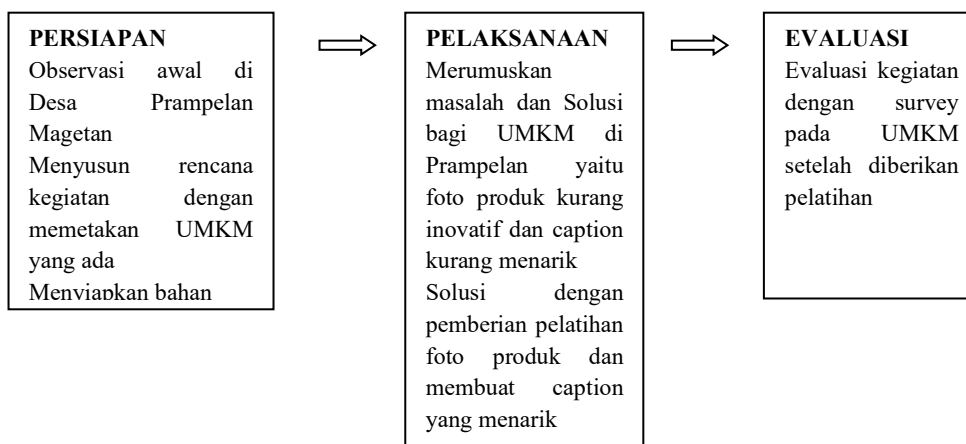 PERSIAPAN
Observasi awal di
Desa Prampelan
Magetan
Menyusun rencana
kegiatan dengan
memetakan UMKM
yang ada
Menyiapkan bahan
PELAKSANAAN
Merumuskan
masalah dan Solusi
bagi UMKM di
Prampelan yaitu
foto produk kurang
inovatif dan caption
kurang menarik
Solusi dengan
pemberian pelatihan
foto produk dan
membuat caption
yang menarik
EVALUASI
Evaluasi kegiatan
dengan survey
pada UMKM
setelah diberikan
pelatihan